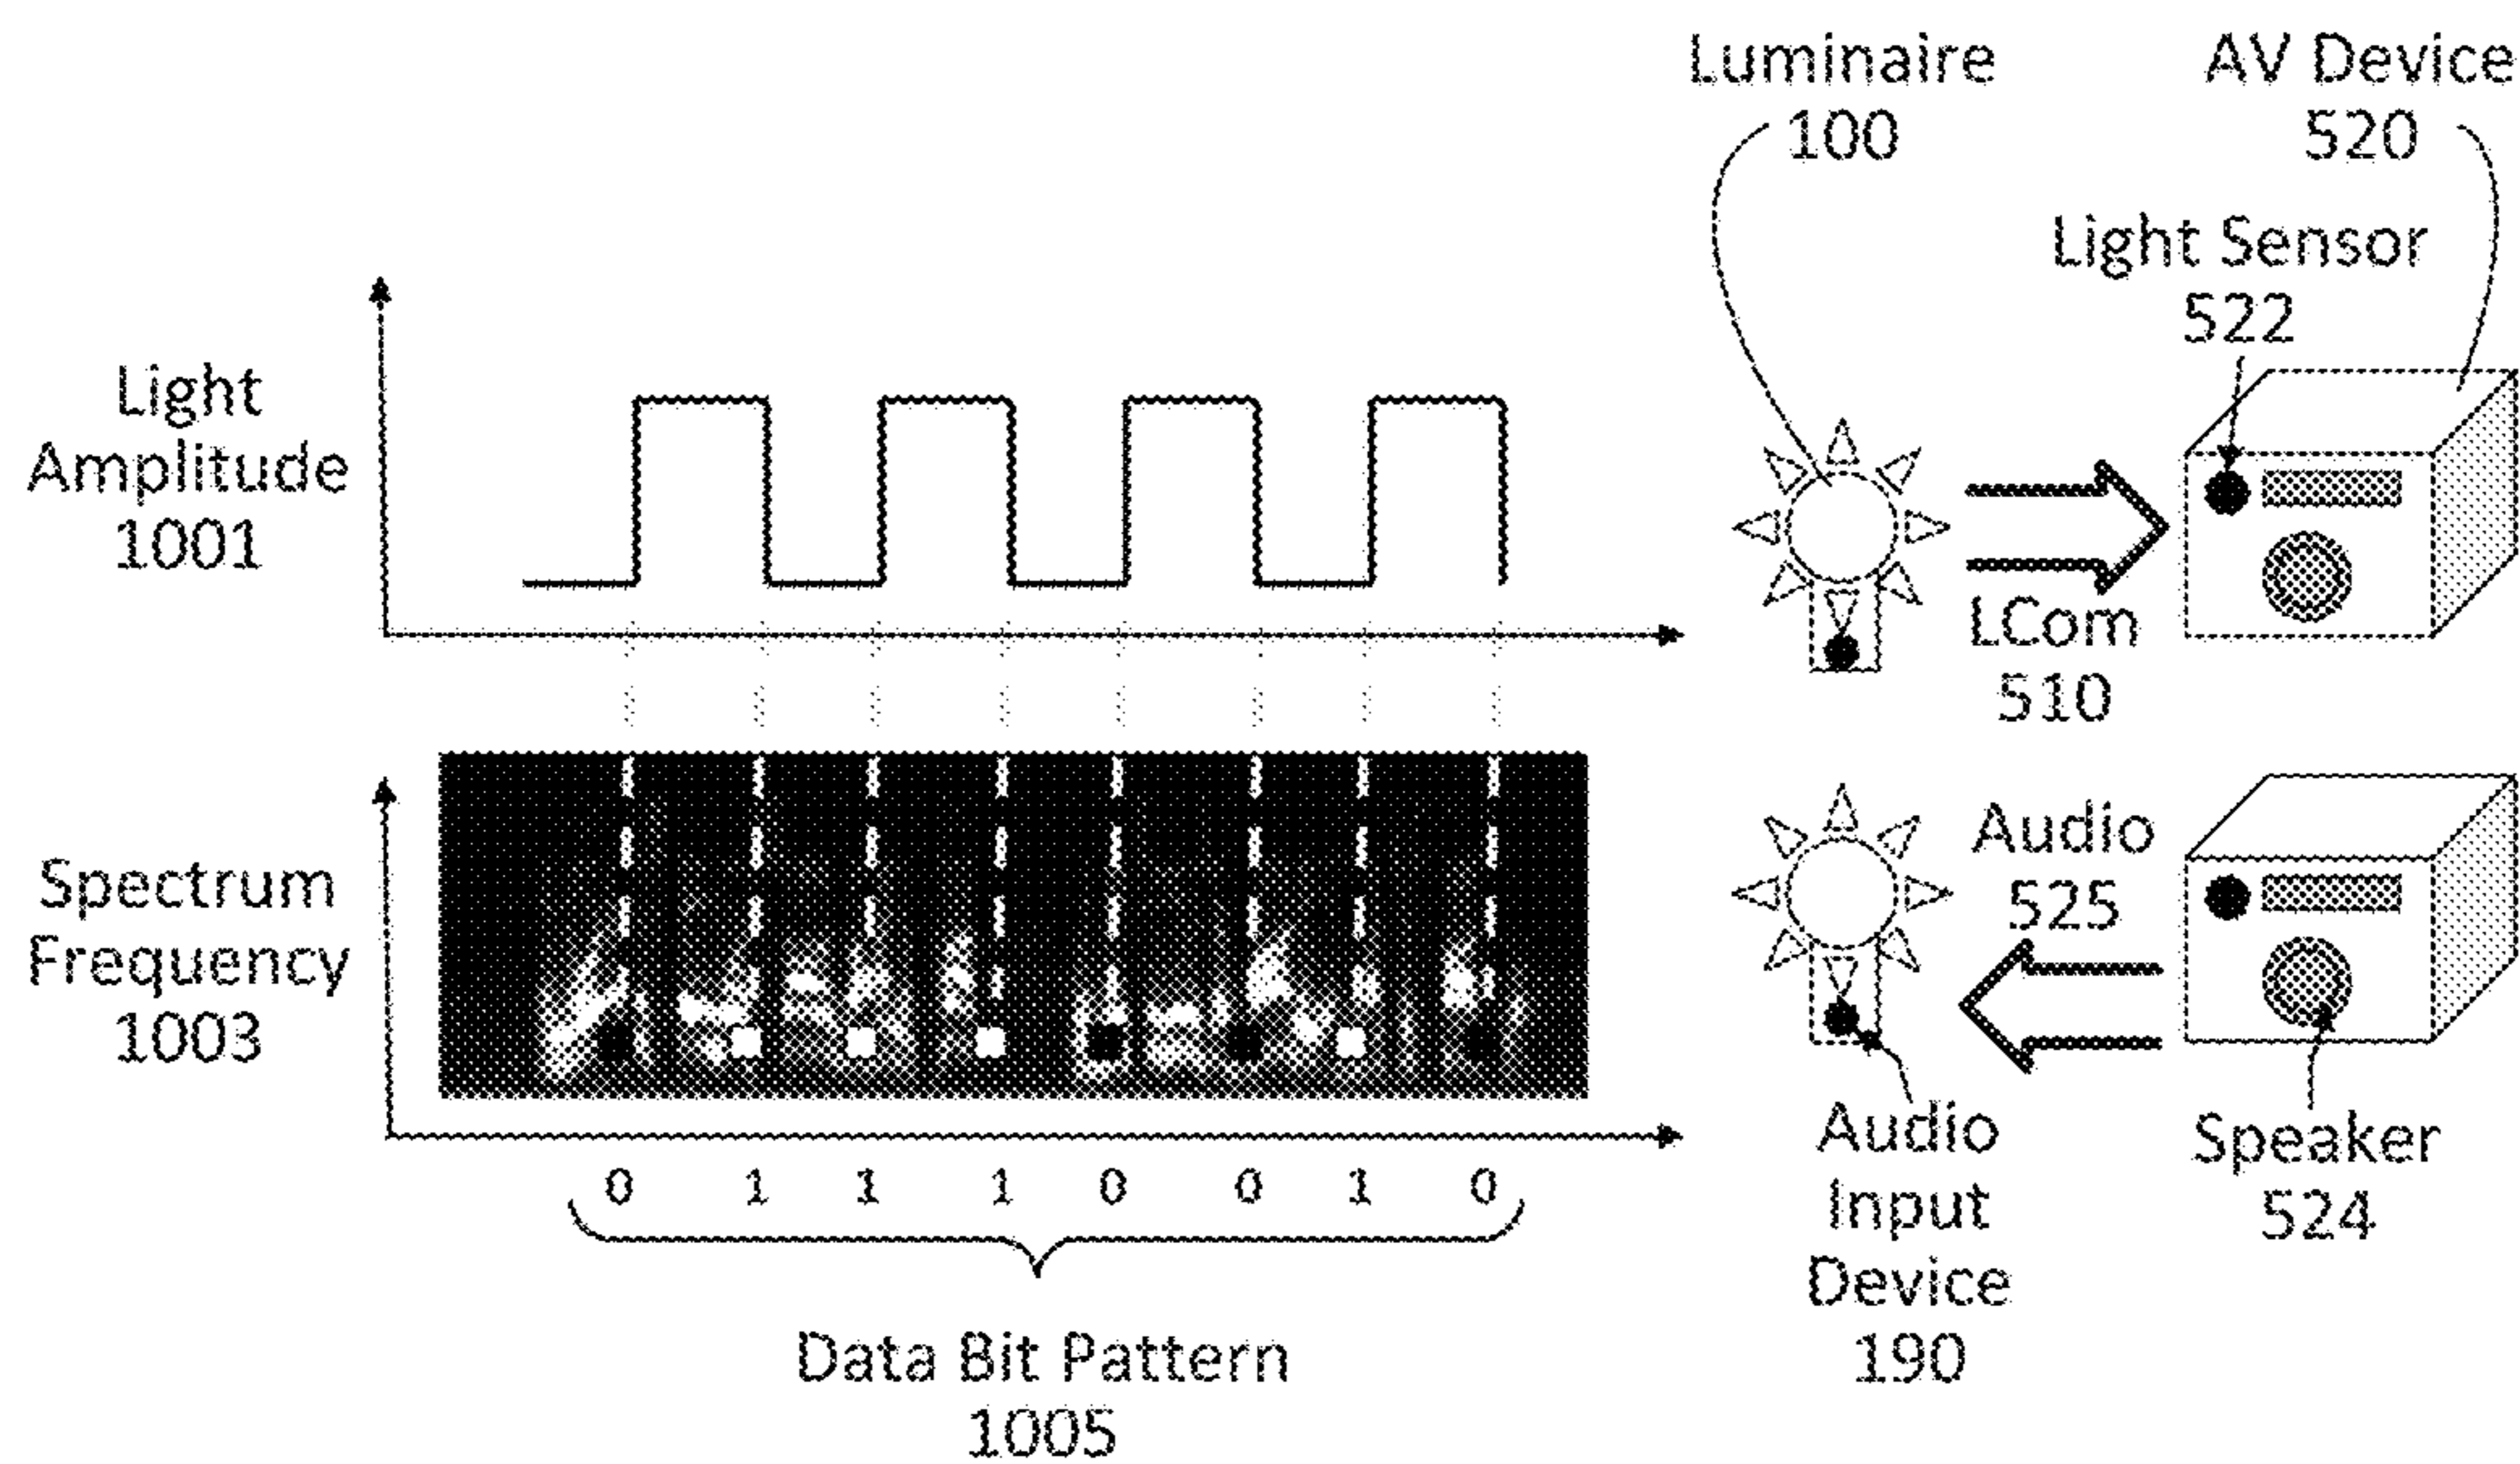 Luminaire
100
AV Device
520
Light Sensor
522
Light
Amplitude
1001
LCom
510
Spectrum
Frequency
1003
Audio
525
0 1 1 1 0 0 1 0
Data Bit Pattern
1005
Audio
Input
Device
190
Speaker
524